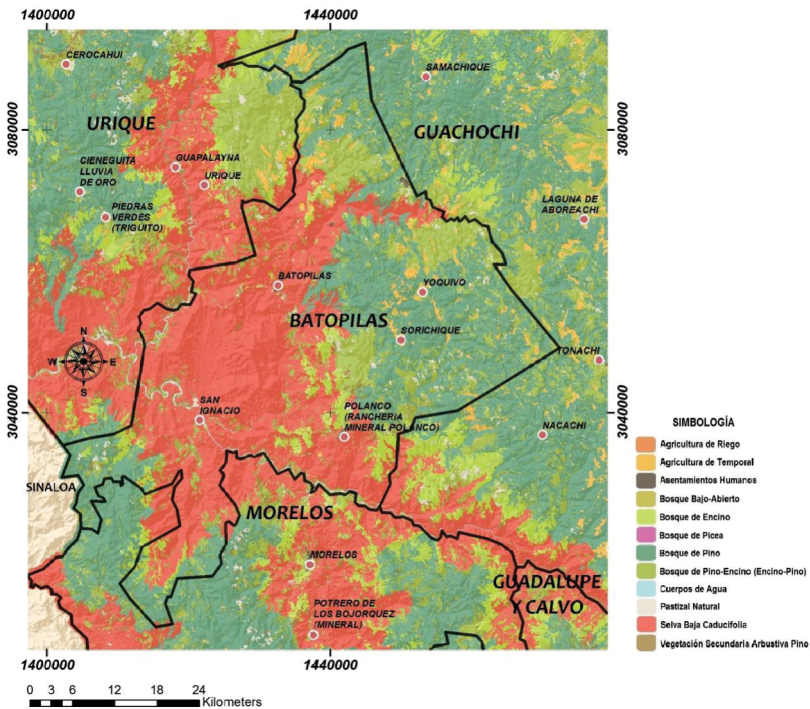 1400000
1440000
CEROCAHUI
SAMACHIQUE
URIQUE
GUACHOCHI
3080000
3080000
GUAPALAYNA
CIENEGUITA
LLUVIA
DE ORO
URIQUE
PIEDRAS
VERDES
(TRIGUITO)
LAGUNA DE
ABOREACHI
BATOPILAS
YOQUIVO
BATOPILAS
SORICHIQUE
N
W
E
S
TONACHI
SAN
IGNACIO
POLANCO
(RANCHERIA
MINERAL POLANCO)
NACACHI
3040000
3040000
SINALOA
MORELOS
MORELOS
GUADALUPE
Y CALVO
POTRERO DE
LOS BOJORQUEZ
(MINERAL)
1400000
1440000
0 3 6 12 18 24
Kilometers
SIMBOLOGÍA
Agricultura de Riego
Agricultura de Temporal
Asentamientos Humanos
Bosque Bajo-Abierto
Bosque de Encino
Bosque de Picea
Bosque de Pino
Bosque de Pino-Encino (Encino-Pino)
Cuerpos de Agua
Pastizal Natural
Selva Baja Caducifolia
Vegetación Secundaria Arbustiva Pino